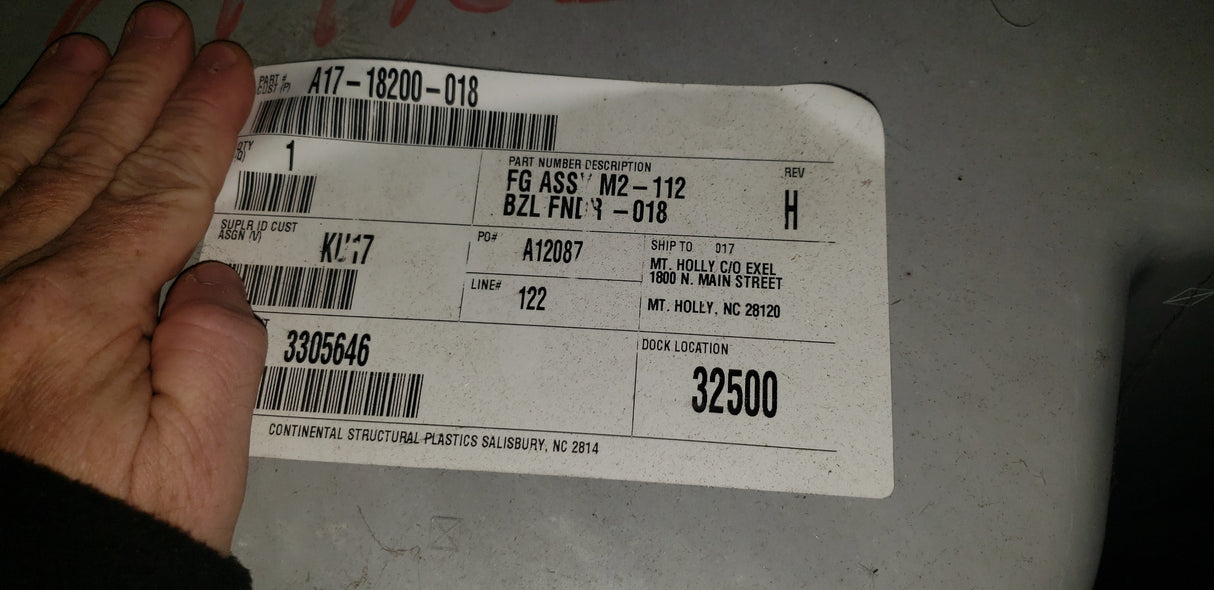 PART #
CUST (P)
A17-18200-018
QTY
(Q)
1
PART NUMBER DESCRIPTION
FG ASSY M2-112
BZL FNDR -018
REV
H
SUPLR ID CUST
ASGN (V)
PO#
A12087
LINE#
122
SHIP TO 017
MT. HOLLY C/O EXEL
1800 N. MAIN STREET
MT. HOLLY, NC 28120
3305646
DOCK LOCATION
32500
CONTINENTAL STRUCTURAL PLASTICS SALISBURY, NC 2814